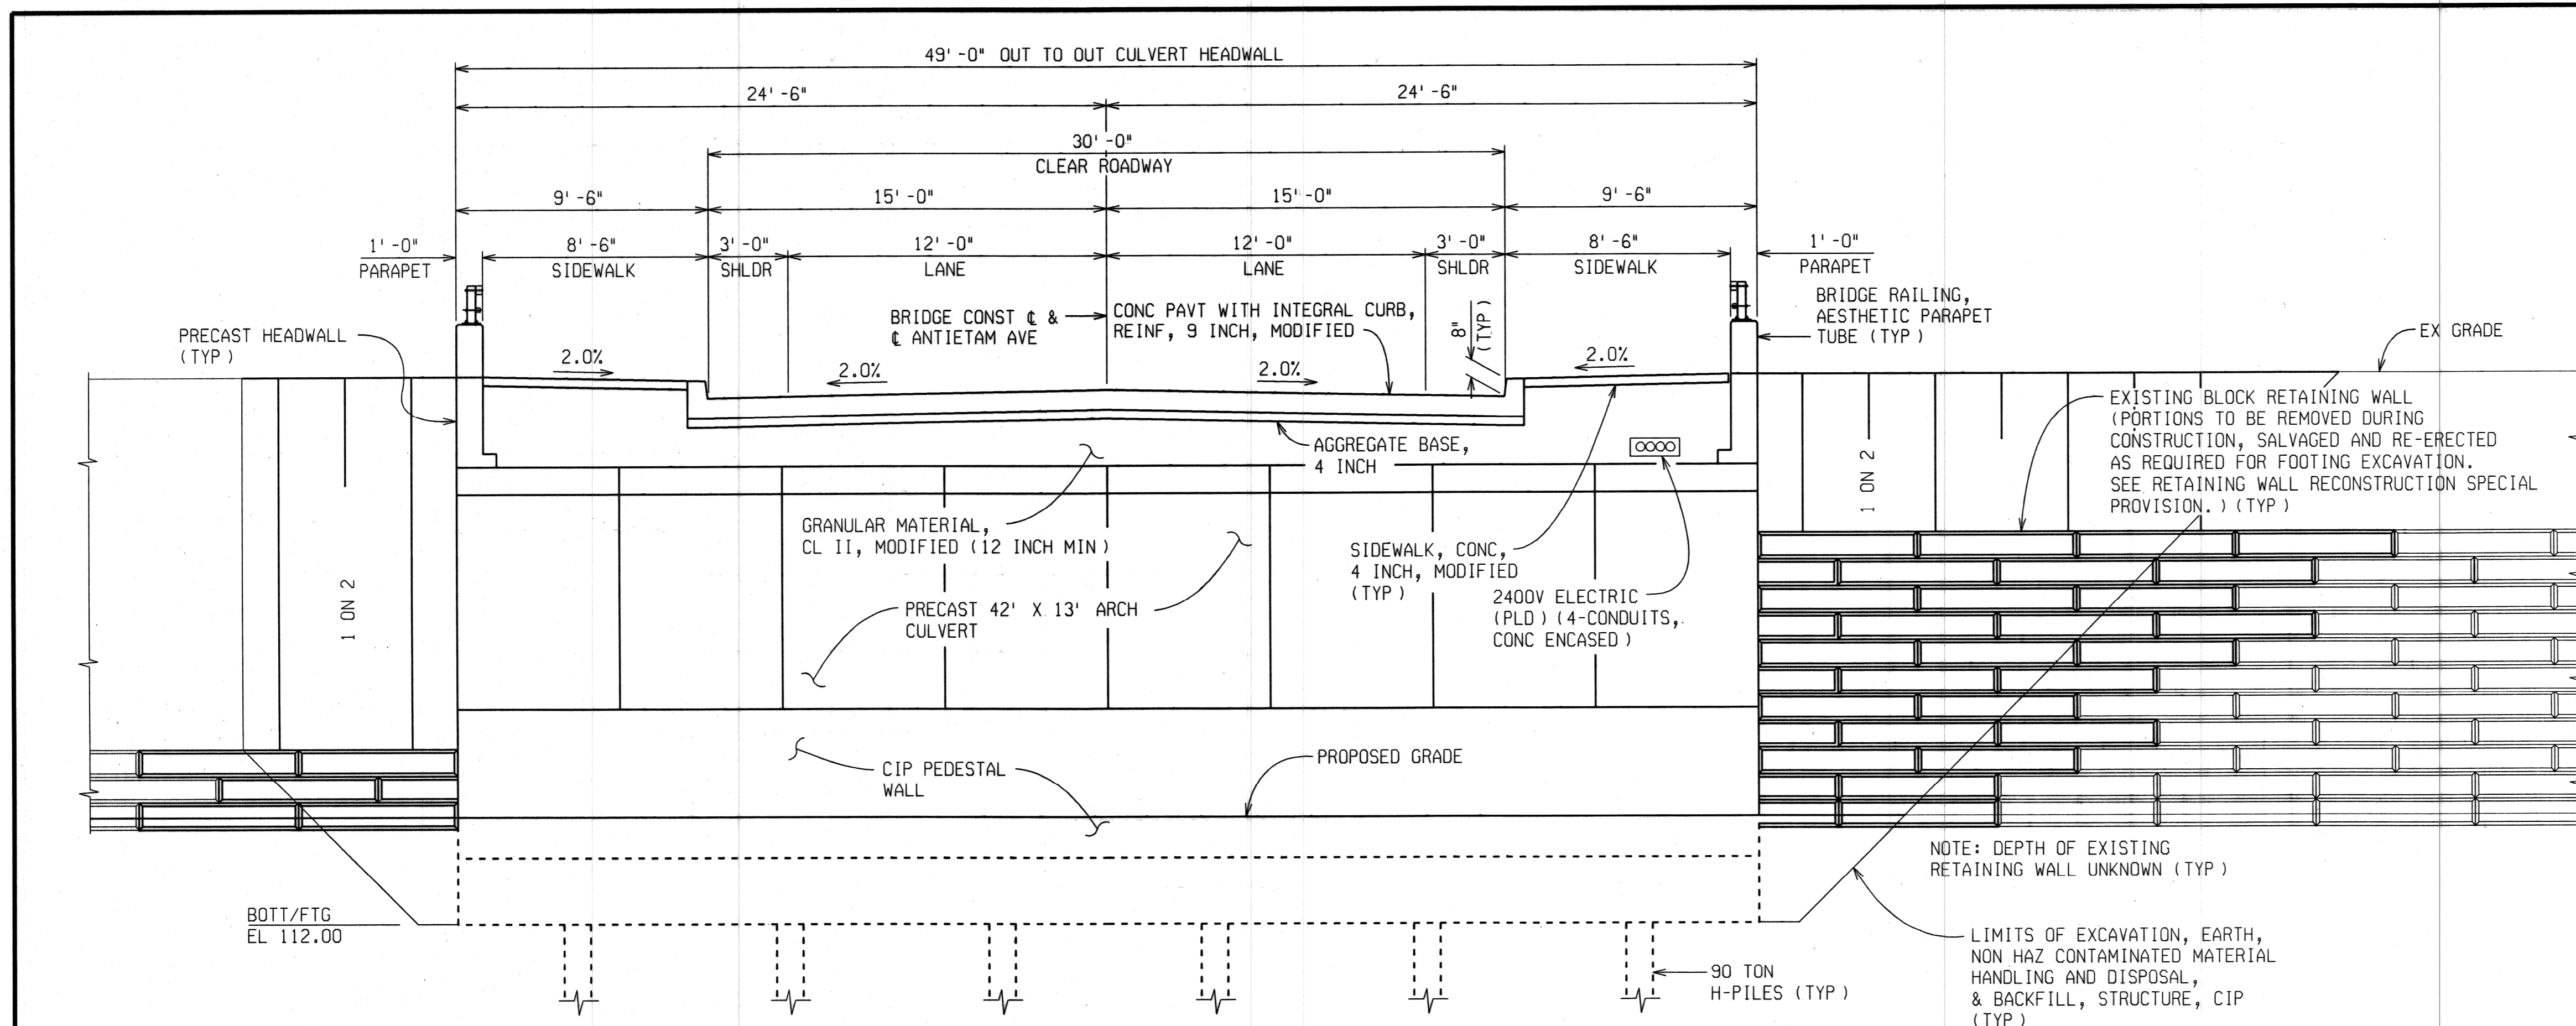 49'-0" OUT TO OUT CULVERT HEADWALL
24'-6"
24'-6"
30'-0"
CLEAR ROADWAY
9'-6"
15'-0"
15'-0"
9'-6"
1'-0"
PARAPET
8'-6"
SIDEWALK
3'-0"
SHLDR
12'-0"
LANE
12'-0"
LANE
3'-0"
SHLDR
8'-6"
SIDEWALK
1'-0"
PARAPET
PRECAST HEADWALL
(TYP)
BRIDGE CONST ℄ &
℄ ANTIETAM AVE
CONC PAVT WITH INTEGRAL CURB,
REINF, 9 INCH, MODIFIED
8"
(TYP)
BRIDGE RAILING,
AESTHETIC PARAPET
TUBE (TYP)
EX GRADE
2.0%
2.0%
2.0%
2.0%
EXISTING BLOCK RETAINING WALL
(PORTIONS TO BE REMOVED DURING
CONSTRUCTION, SALVAGED AND RE-ERECTED
AS REQUIRED FOR FOOTING EXCAVATION.
SEE RETAINING WALL RECONSTRUCTION SPECIAL
PROVISION.) (TYP)
AGGREGATE BASE,
4 INCH
1 ON 2
1 ON 2
GRANULAR MATERIAL,
CL II, MODIFIED (12 INCH MIN)
SIDEWALK, CONC,
4 INCH, MODIFIED
(TYP)
PRECAST 42' X 13' ARCH
CULVERT
2400V ELECTRIC
(PLD) (4-CONDUITS,
CONC ENCASED)
CIP PEDESTAL
WALL
PROPOSED GRADE
NOTE: DEPTH OF EXISTING
RETAINING WALL UNKNOWN (TYP)
BOTT/FTG
EL 112.00
90 TON
H-PILES (TYP)
LIMITS OF EXCAVATION, EARTH,
NON HAZ CONTAMINATED MATERIAL
HANDLING AND DISPOSAL,
& BACKFILL, STRUCTURE, CIP
(TYP)